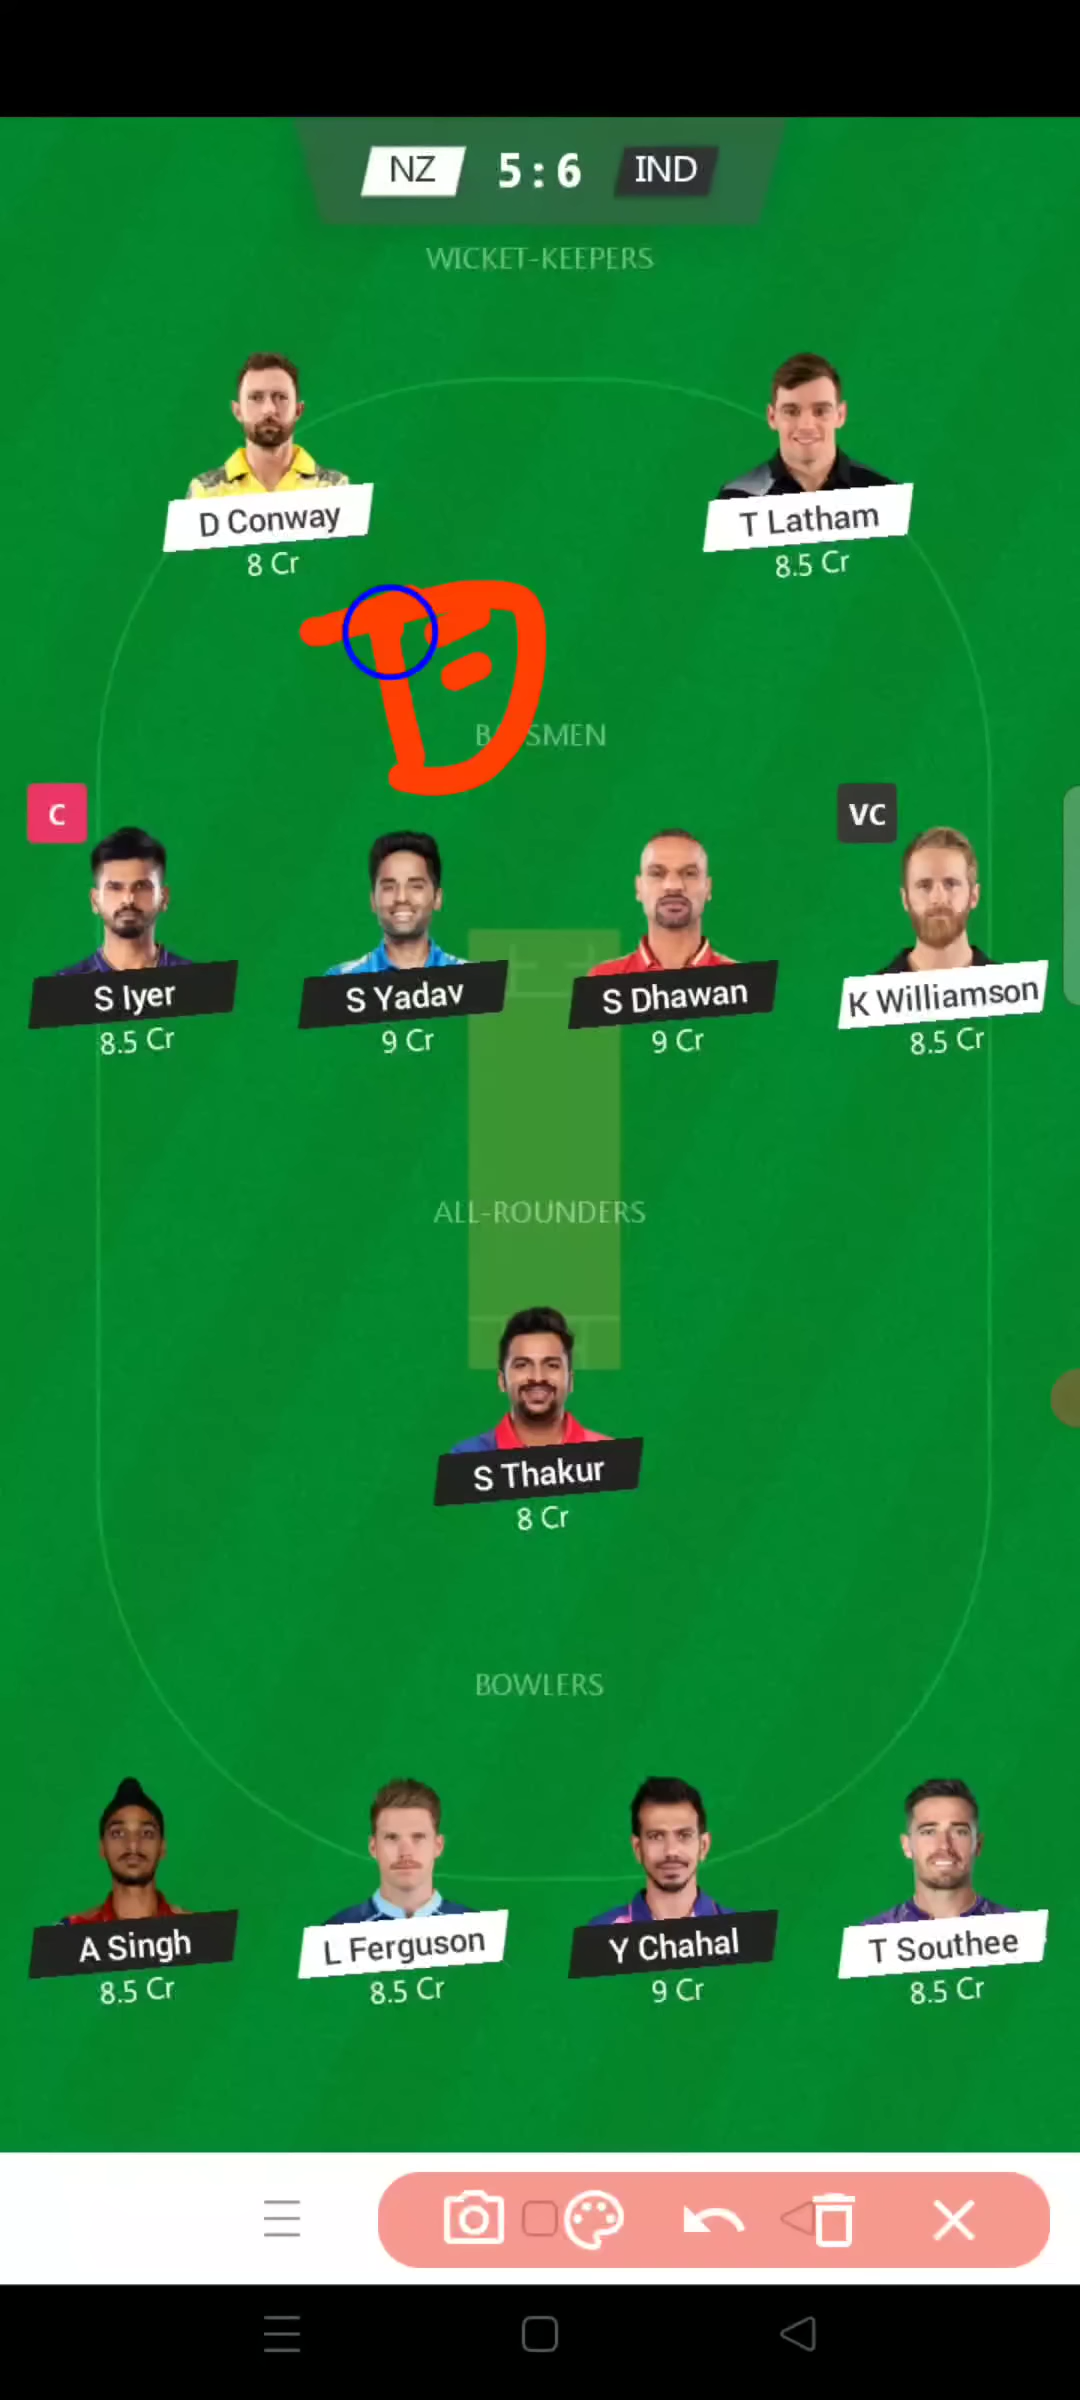 NZ 5 : 6 IND
WICKET-KEEPERS
D Conway T Latham
8 Cr 8.5 Cr
C VC
S Iyer S Yadav S Dhawan K Williamson
8.5 Cr 9 Cr 9 Cr 8.5 Cr
ALL-ROUNDERS
S Thakur
8 Cr
BOWLERS
A Singh L Ferguson Y Chahal T Southee
8.5 Cr 8.5 Cr 9 Cr 8.5 Cr